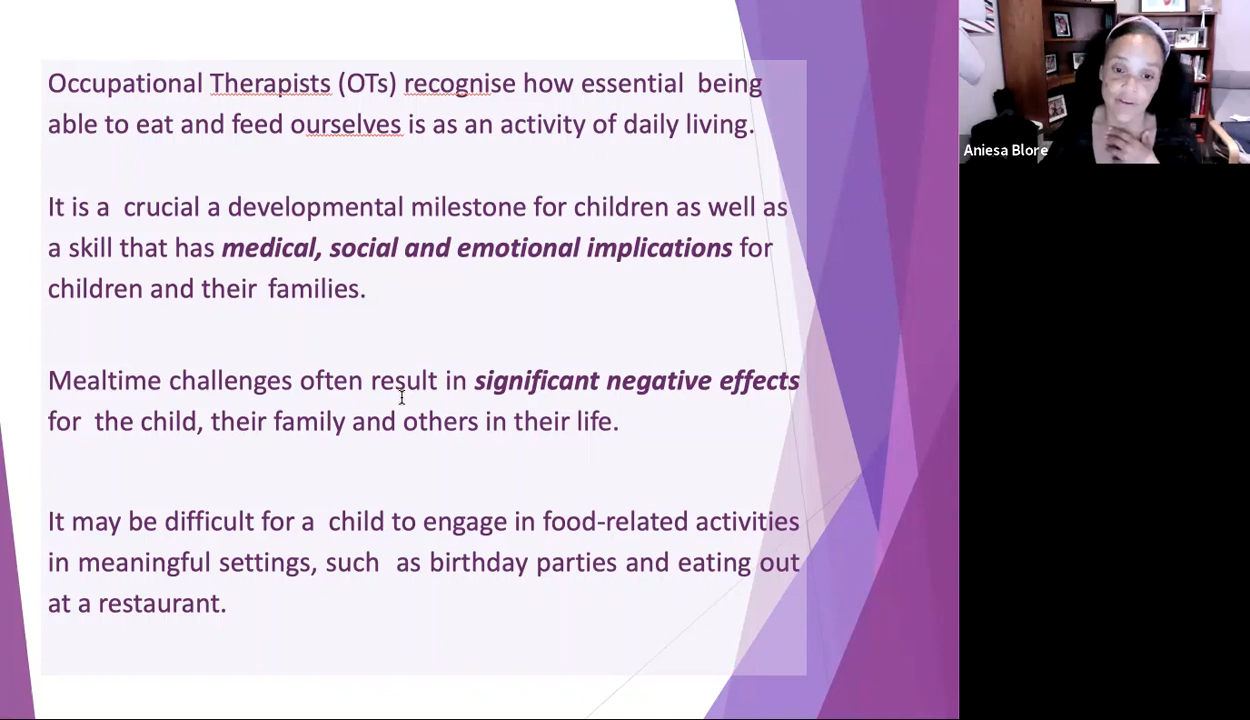 Occupational Therapists (OTs) recognise how essential being
able to eat and feed ourselves is as an activity of daily living.
It is a crucial a developmental milestone for children as well as
a skill that has medical, social and emotional implications for
children and their families.
Mealtime challenges often result in significant negative effects
for the child, their family and others in their life.
It may be difficult for a child to engage in food-related activities
in meaningful settings, such as birthday parties and eating out
at a restaurant.
Aniesa Blore